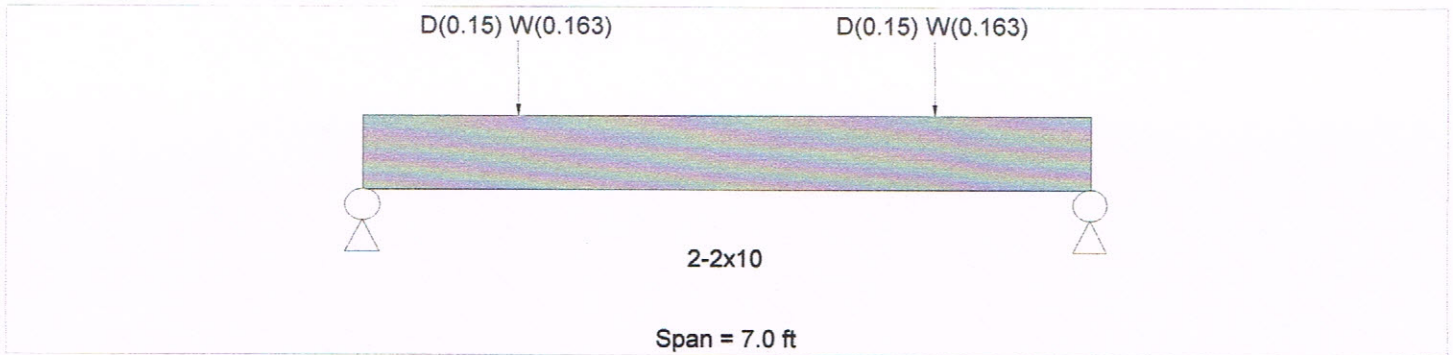 D(0.15) W(0.163) D(0.15) W(0.163)
2-2x10
Span = 7.0 ft